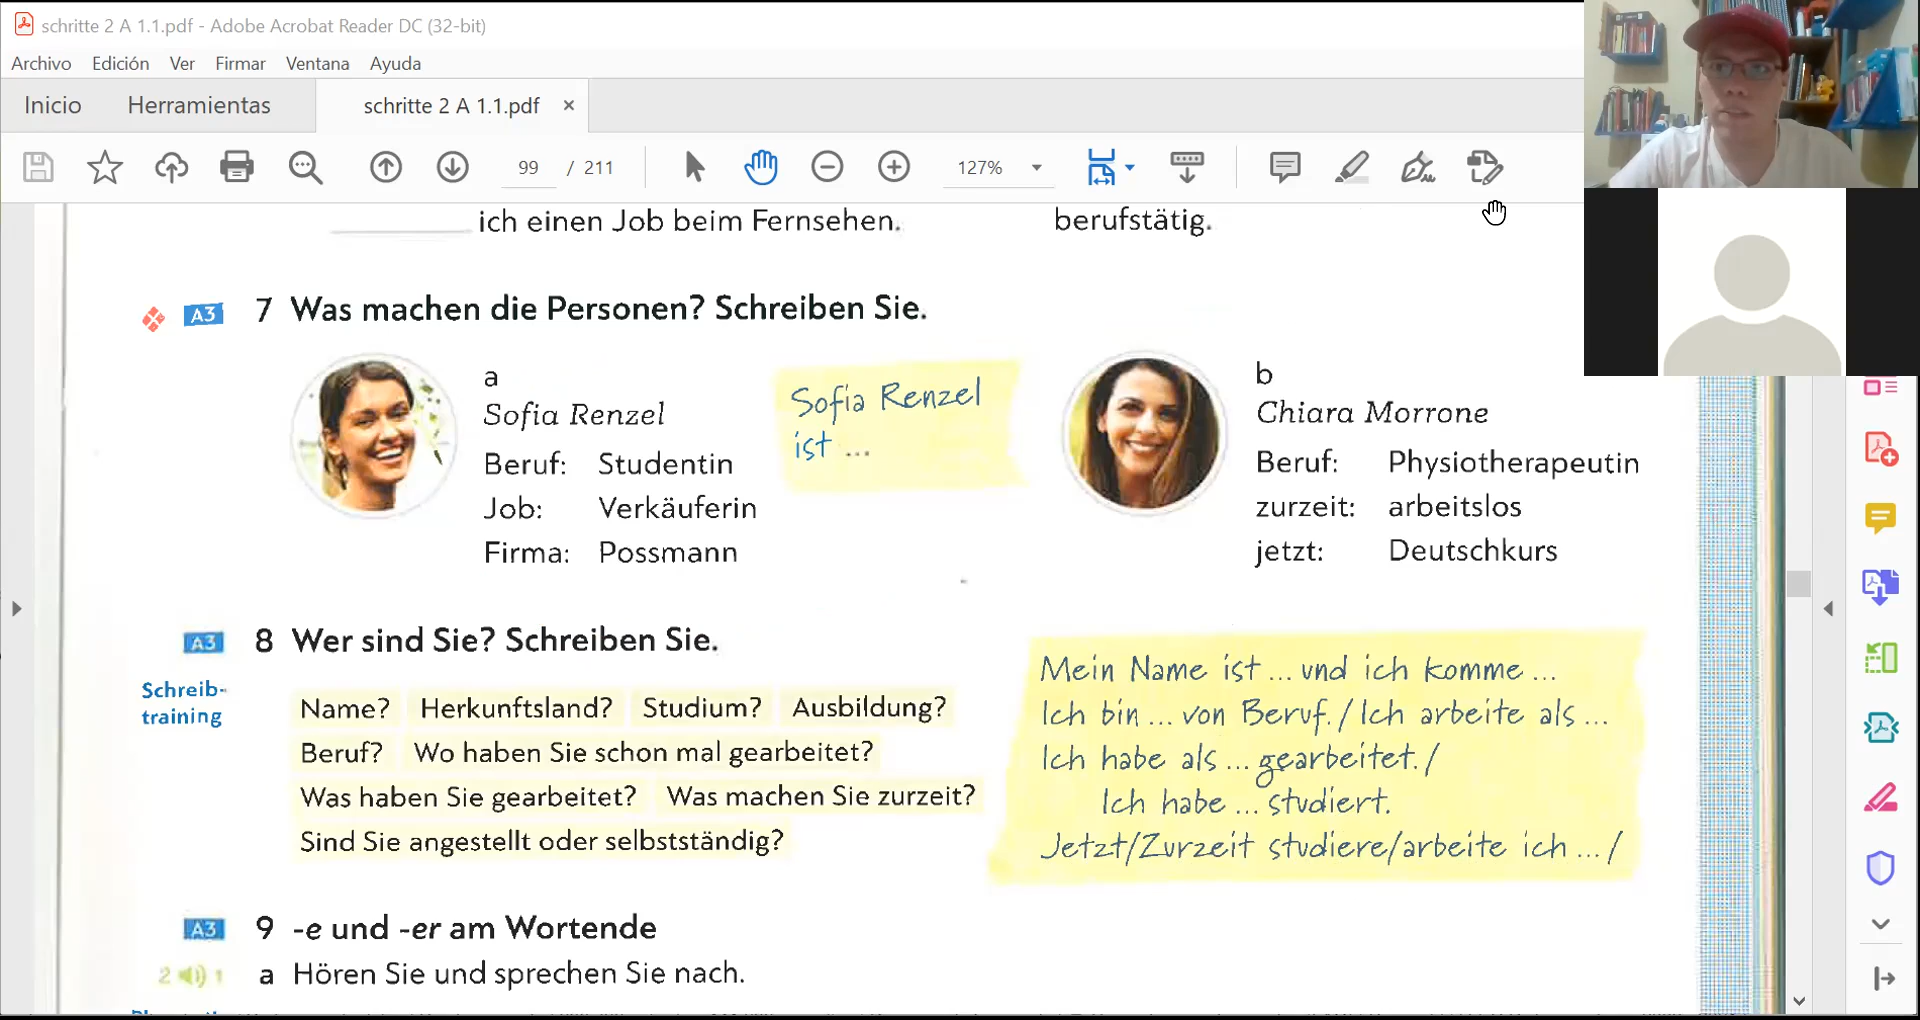 schritte 2 A 1.1.pdf - Adobe Acrobat Reader DC (32-bit)
Archivo Edición Ver Firmar Ventana Ayuda
Inicio Herramientas schritte 2 A 1.1.pdf ×
99 / 211 127%
ich einen Job beim Fernsehen.
berufstätig.
A3 7 Was machen die Personen? Schreiben Sie.
a
Sofia Renzel
Beruf: Studentin
Job: Verkäuferin
Firma: Possmann
Sofia Renzel
ist ...
b
Chiara Morrone
Beruf: Physiotherapeutin
zurzeit: arbeitslos
jetzt: Deutschkurs
A3 8 Wer sind Sie? Schreiben Sie.
Schreib-
training
Name? Herkunftsland? Studium? Ausbildung?
Beruf? Wo haben Sie schon mal gearbeitet?
Was haben Sie gearbeitet? Was machen Sie zurzeit?
Sind Sie angestellt oder selbstständig?
Mein Name ist ... und ich komme ...
Ich bin ... von Beruf./Ich arbeite als ...
Ich habe als ... gearbeitet./
Ich habe ... studiert.
Jetzt/Zurzeit studiere/arbeite ich ... /
A3 9 -e und -er am Wortende
2 1 a Hören Sie und sprechen Sie nach.